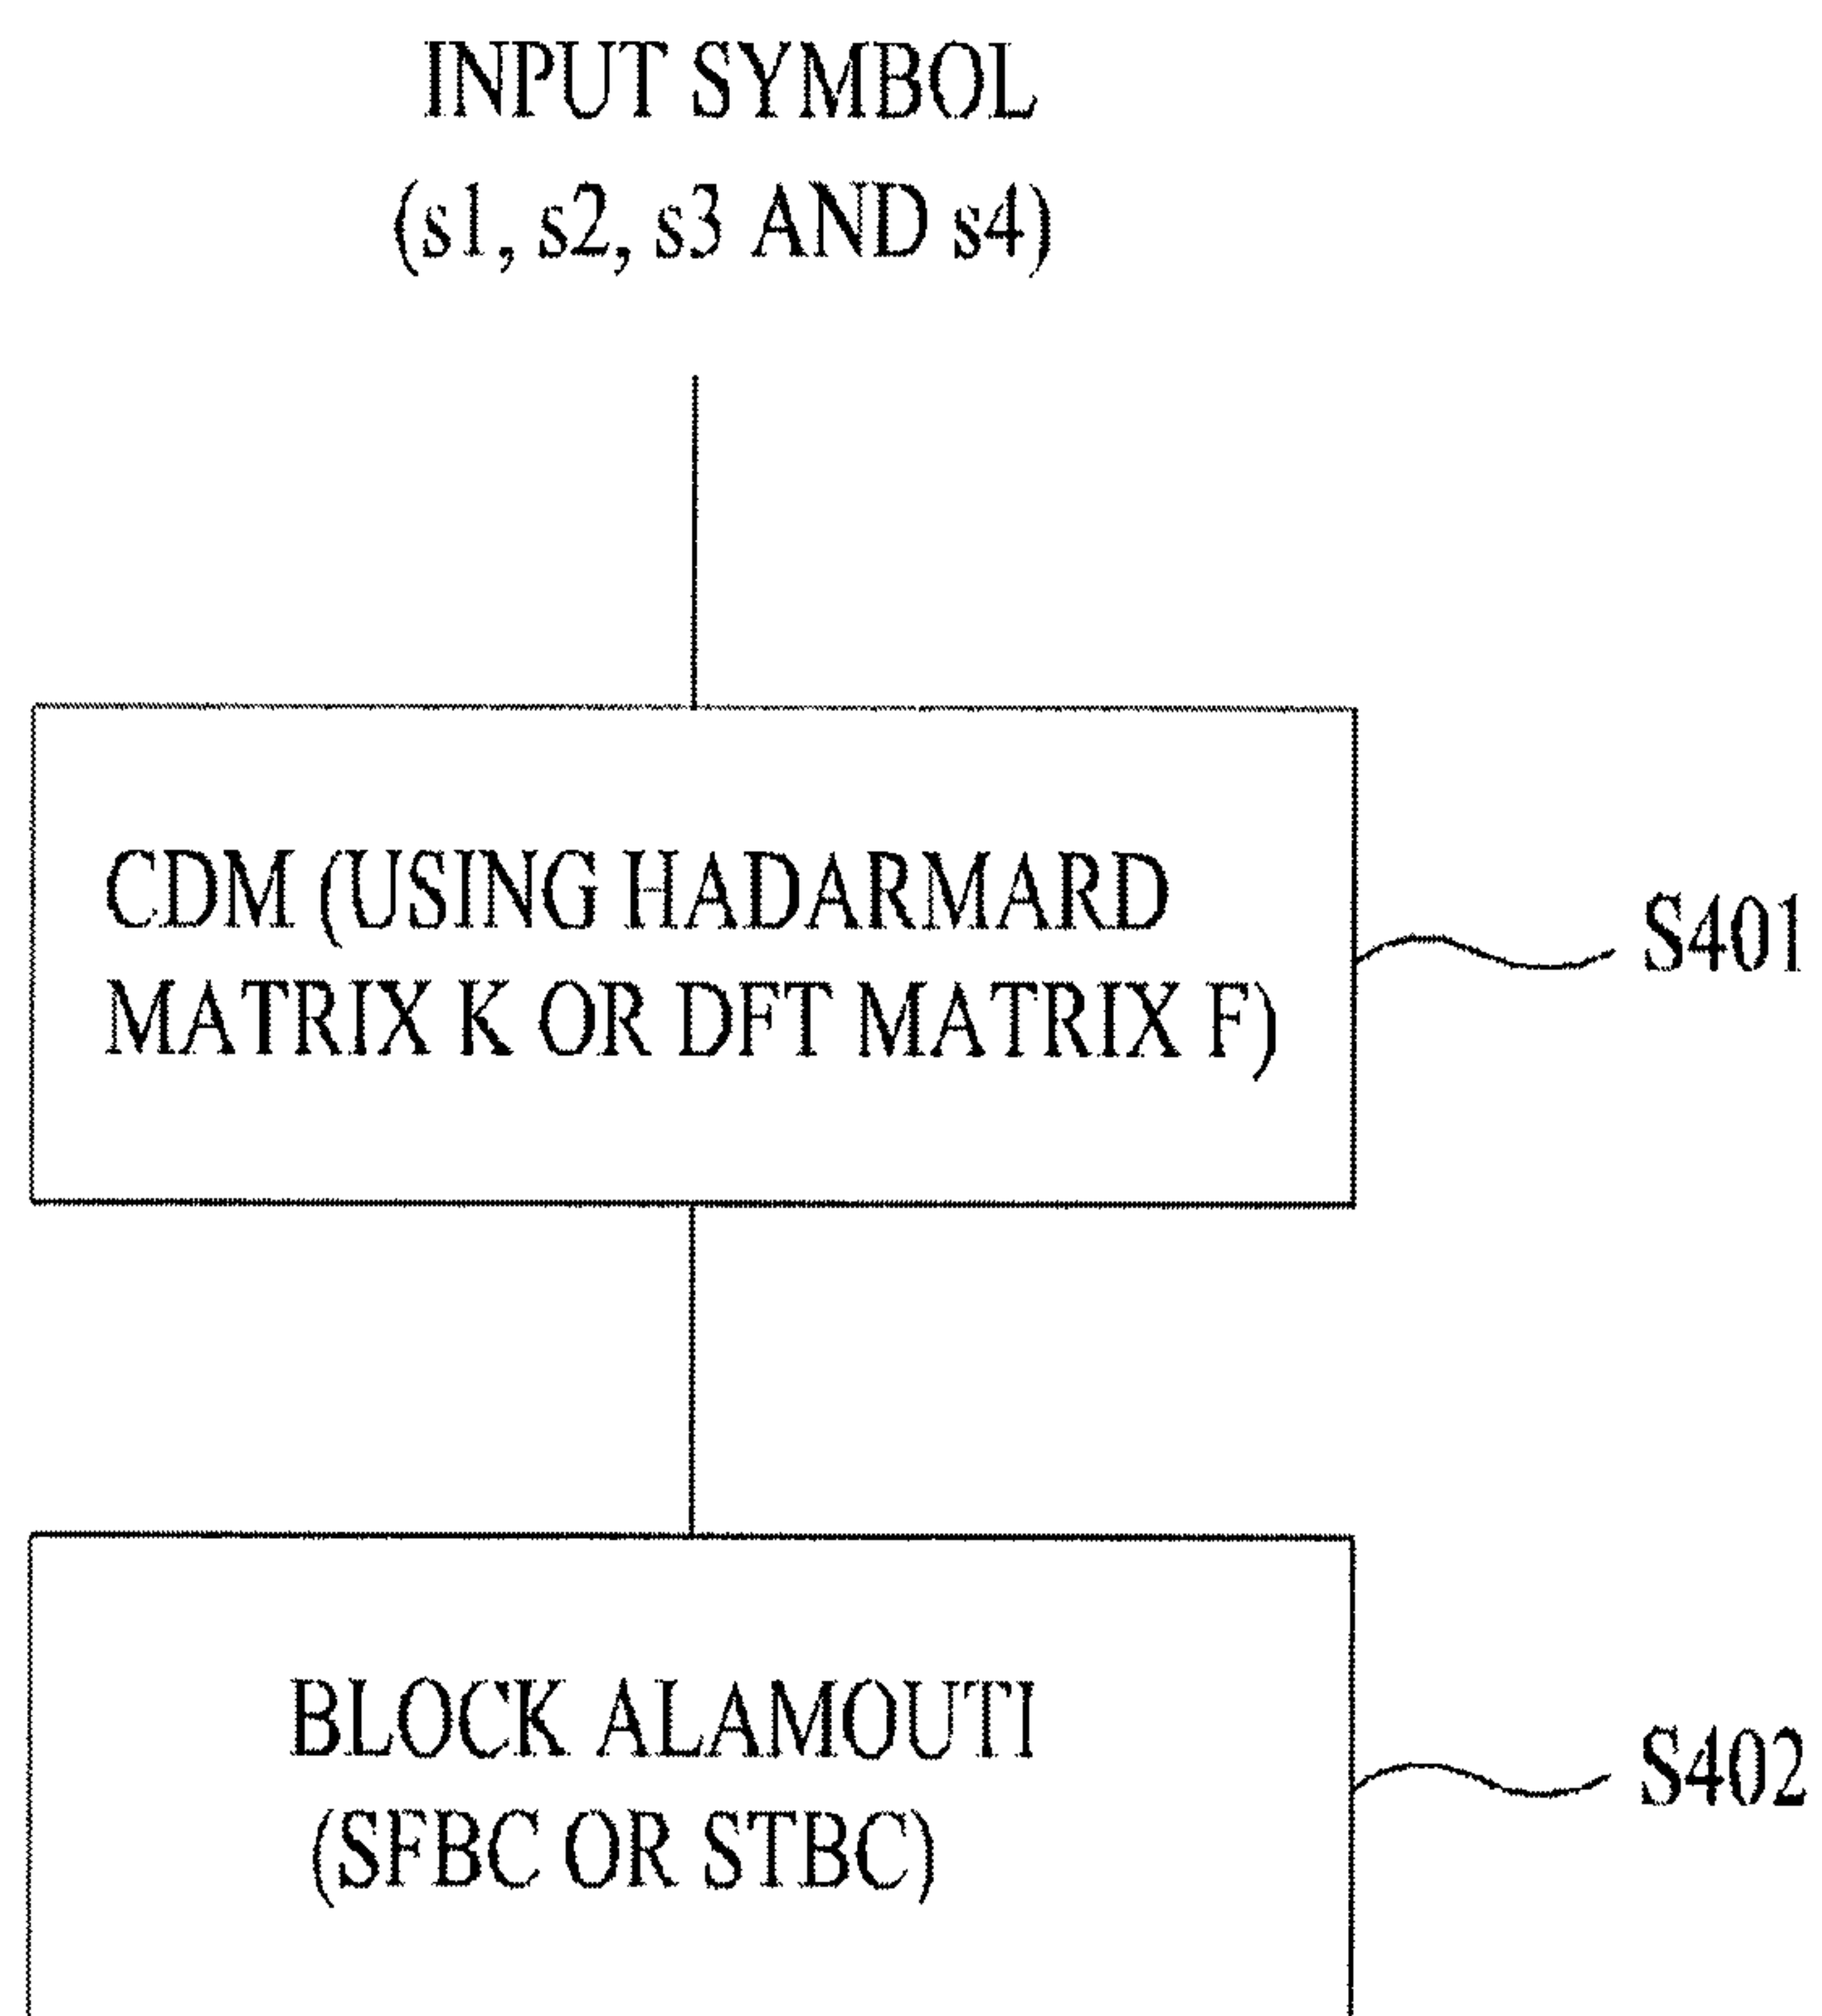 INPUT SYMBOL
(s1, s2, s3 AND s4)
CDM (USING HADARMARD
MATRIX K OR DFT MATRIX F)
S401
BLOCK ALAMOUTI
(SFBC OR STBC)
S402